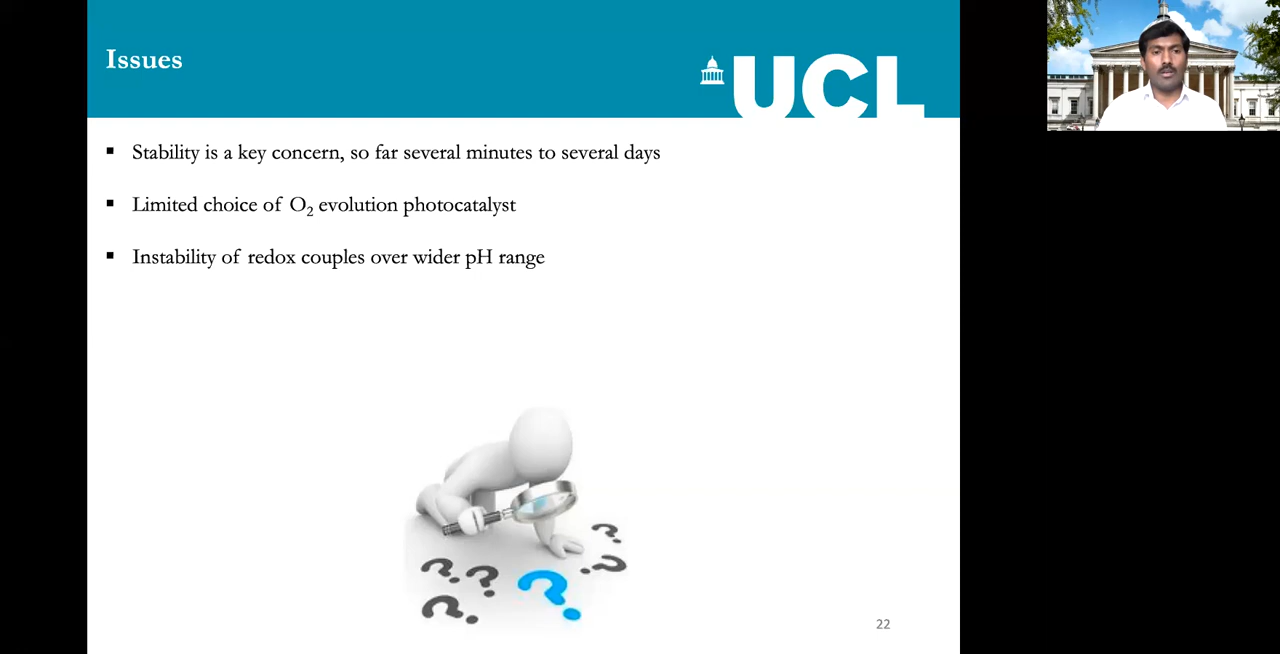 Issues
UCL
▪ Stability is a key concern, so far several minutes to several days
▪ Limited choice of O₂ evolution photocatalyst
▪ Instability of redox couples over wider pH range
? ? ? ? ? ?
22